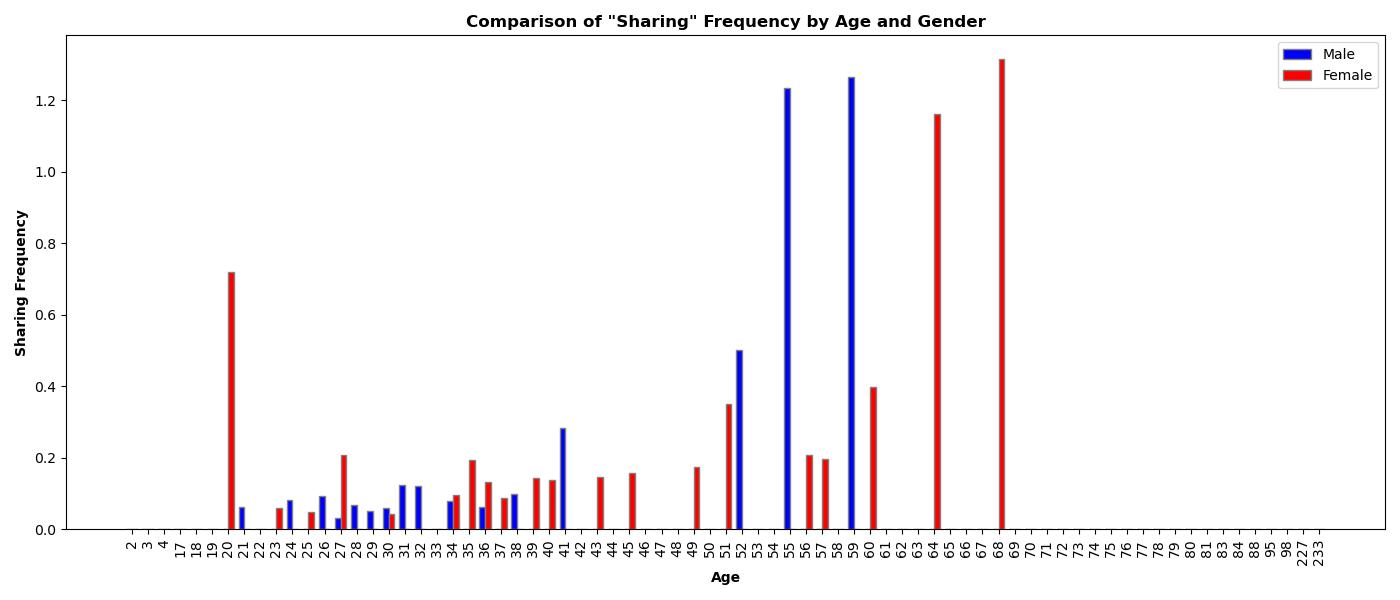 Comparison of "Sharing" Frequency by Age and Gender
Male
Female
Sharing Frequency
1.2
1.0
0.8
0.6
0.4
0.2
0.0
2 3 4 17 18 19 20 21 22 23 24 25 26 27 28 29 30 31 32 33 34 35 36 37 38 39 40 41 42 43 44 45 46 47 48 49 50 51 52 53 54 55 56 57 58 59 60 61 62 63 64 65 66 67 68 69 70 71 72 73 74 75 76 77 78 79 80 81 83 84 88 95 98 227 233
Age